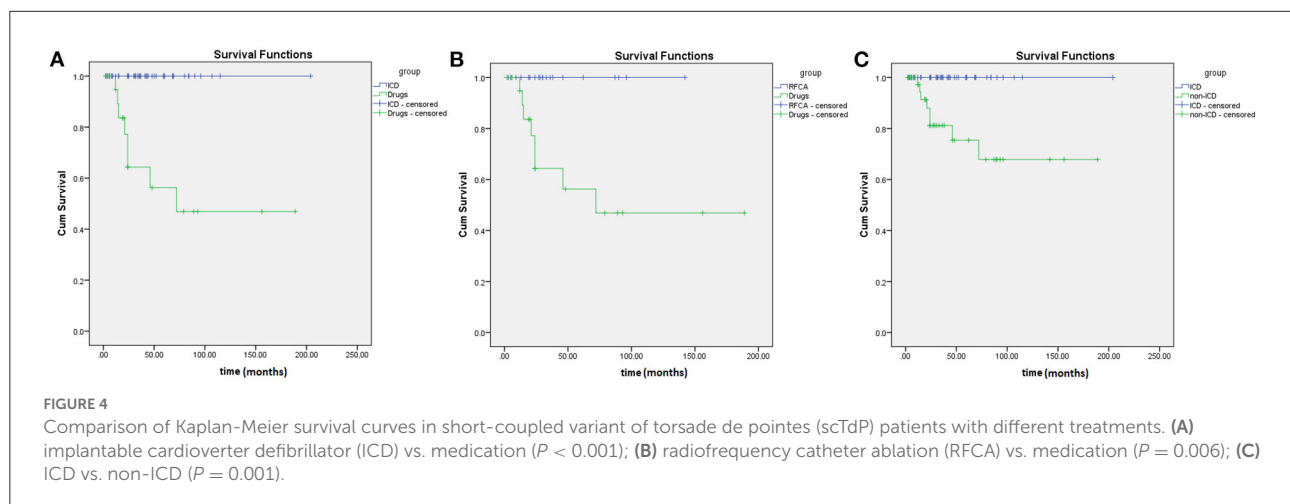 A
Survival Functions
group
ICD
Drugs
ICD - censored
Drugs - censored
1.0
0.8
0.6
0.4
0.2
0.0
Cum Survival
.00 50.00 100.00 150.00 200.00 250.00
time (months)
B
Survival Functions
group
RFCA
Drugs
RFCA - censored
Drugs - censored
1.0
0.8
0.6
0.4
0.2
0.0
Cum Survival
.00 50.00 100.00 150.00 200.00
time (months)
C
Survival Functions
group
ICD
non-ICD
ICD - censored
non-ICD - censored
1.0
0.8
0.6
0.4
0.2
0.0
Cum Survival
.00 50.00 100.00 150.00 200.00 250.00
time (months)
FIGURE 4
Comparison of Kaplan-Meier survival curves in short-coupled variant of torsade de pointes (scTdP) patients with different treatments. (A)
implantable cardioverter defibrillator (ICD) vs. medication (P < 0.001); (B) radiofrequency catheter ablation (RFCA) vs. medication (P = 0.006); (C)
ICD vs. non-ICD (P = 0.001).